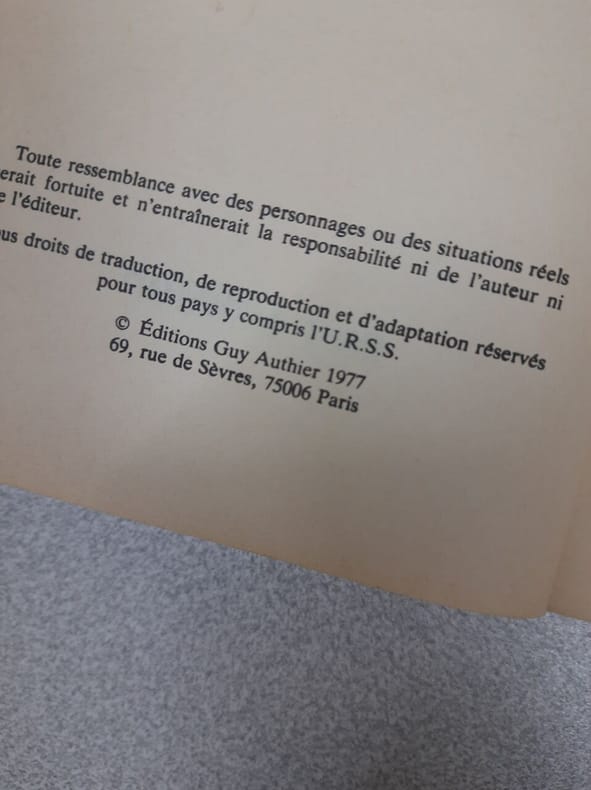 Toute ressemblance avec des personnages ou des situations réels
erait fortuite et n'entraînerait la responsabilité ni de l'auteur ni
e l'éditeur.
ous droits de traduction, de reproduction et d'adaptation réservés
pour tous pays y compris l'U.R.S.S.
© Éditions Guy Authier 1977
69, rue de Sèvres, 75006 Paris